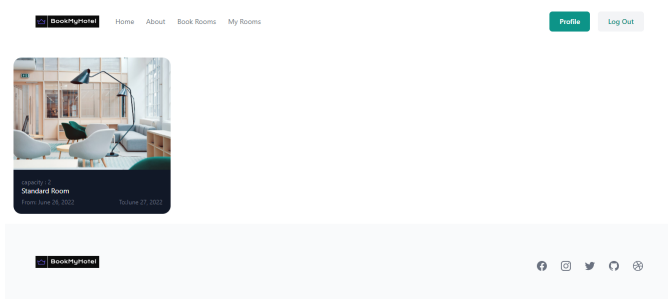 BookMyHotel Home About Book Rooms My Rooms Profile Log Out
capacity : 2
Standard Room
From: June 26, 2022 To:June 27, 2022
BookMyHotel